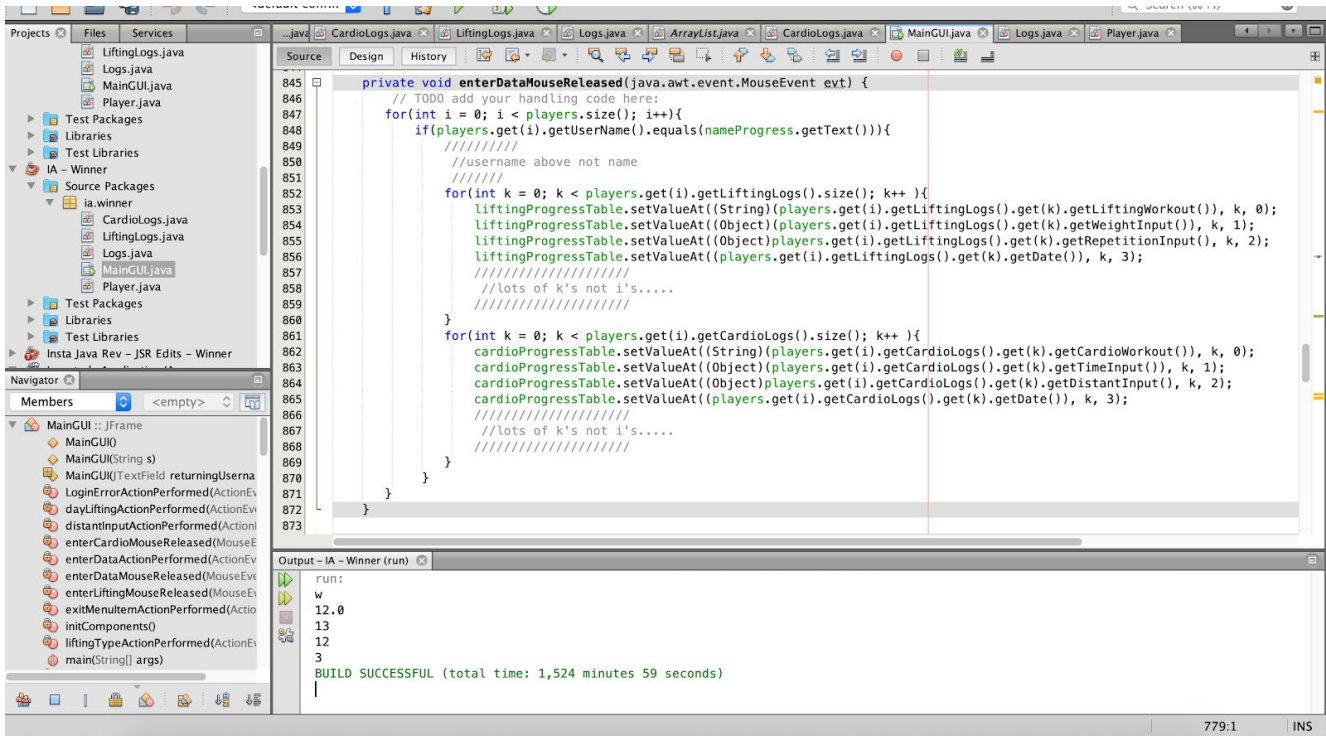 Projects Files Services
...java CardioLogs.java LiftingLogs.java Logs.java ArrayList.java CardioLogs.java MainGUI.java Logs.java Player.java
Source Design History
LiftingLogs.java
Logs.java
MainGUI.java
Player.java
Test Packages
Libraries
Test Libraries
IA - Winner
Source Packages
ia.winner
CardioLogs.java
LiftingLogs.java
Logs.java
MainGUI.java
Player.java
Test Packages
Libraries
Test Libraries
Insta Java Rev - JSR Edits - Winner
845 private void enterDataMouseReleased(java.awt.event.MouseEvent evt) {
846 // TODO add your handling code here:
847 for(int i = 0; i < players.size(); i++){
848 if(players.get(i).getUserName().equals(nameProgress.getText())){
849 //////////
850 //username above not name
851 ///////
852 for(int k = 0; k < players.get(i).getLiftingLogs().size(); k++ ){
853 liftingProgressTable.setValueAt((String)(players.get(i).getLiftingLogs().get(k).getLiftingWorkout()), k, 0);
854 liftingProgressTable.setValueAt((Object)(players.get(i).getLiftingLogs().get(k).getWeightInput()), k, 1);
855 liftingProgressTable.setValueAt((Object)players.get(i).getLiftingLogs().get(k).getRepetitionInput(), k, 2);
856 liftingProgressTable.setValueAt((players.get(i).getLiftingLogs().get(k).getDate()), k, 3);
857 /////////////////////
858 //lots of k's not i's.....
859 /////////////////////
860 }
861 for(int k = 0; k < players.get(i).getCardioLogs().size(); k++ ){
862 cardioProgressTable.setValueAt((String)(players.get(i).getCardioLogs().get(k).getCardioWorkout()), k, 0);
863 cardioProgressTable.setValueAt((Object)(players.get(i).getCardioLogs().get(k).getTimeInput()), k, 1);
864 cardioProgressTable.setValueAt((Object)players.get(i).getCardioLogs().get(k).getDistantInput(), k, 2);
865 cardioProgressTable.setValueAt((players.get(i).getCardioLogs().get(k).getDate()), k, 3);
866 /////////////////////
867 //lots of k's not i's.....
868 /////////////////////
869 }
870 }
871 }
872 }
873
Navigator
Members <empty>
MainGUI :: JFrame
MainGUI()
MainGUI(String s)
MainGUI(JTextField returningUserna
LoginErrorActionPerformed(ActionEv
dayLiftingActionPerformed(ActionEv
distantInputActionPerformed(Action
enterCardioMouseReleased(MouseE
enterDataActionPerformed(ActionEv
enterDataMouseReleased(MouseEve
enterLiftingMouseReleased(MouseEv
exitMenuItemActionPerformed(Actio
initComponents()
liftingTypeActionPerformed(ActionEv
main(String[] args)
Output - IA - Winner (run)
run:
w
12.0
13
12
3
BUILD SUCCESSFUL (total time: 1,524 minutes 59 seconds)
779:1 INS